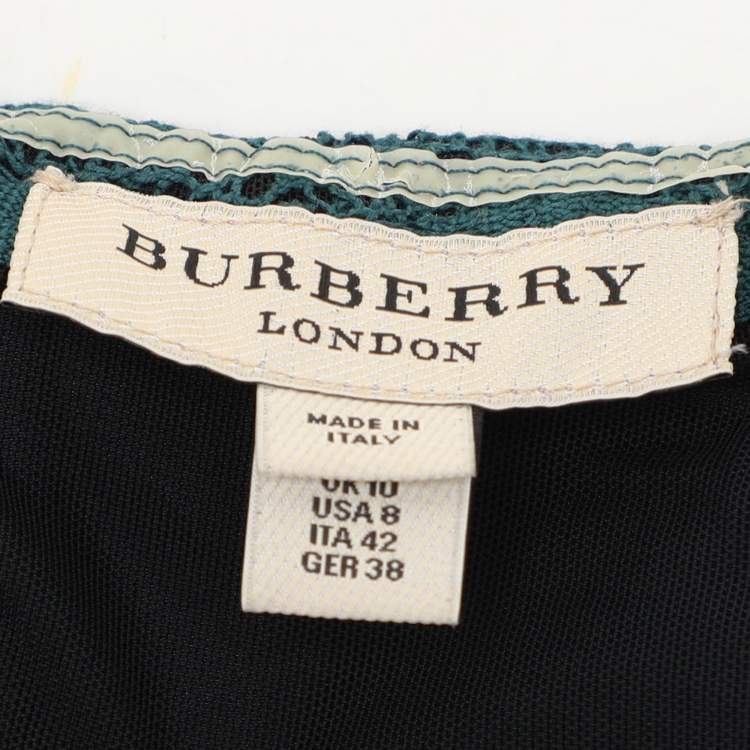 BURBERRY
LONDON
MADE IN
ITALY
UK 10
USA 8
ITA 42
GER 38